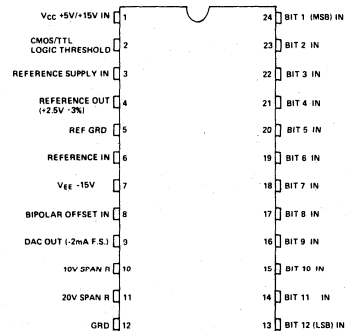 VCC +5V/+15V IN 1
CMOS/TTL
LOGIC THRESHOLD 2
REFERENCE SUPPLY IN 3
REFERENCE OUT 4
(+2.5V -3%)
REF GRD 5
REFERENCE IN 6
VEE -15V 7
BIPOLAR OFFSET IN 8
DAC OUT (-2mA F.S.) 9
10V SPAN R 10
20V SPAN R 11
GRD 12
24 BIT 1 (MSB) IN
23 BIT 2 IN
22 BIT 3 IN
21 BIT 4 IN
20 BIT 5 IN
19 BIT 6 IN
18 BIT 7 IN
17 BIT 8 IN
16 BIT 9 IN
15 BIT 10 IN
14 BIT 11 IN
13 BIT 12 (LSB) IN